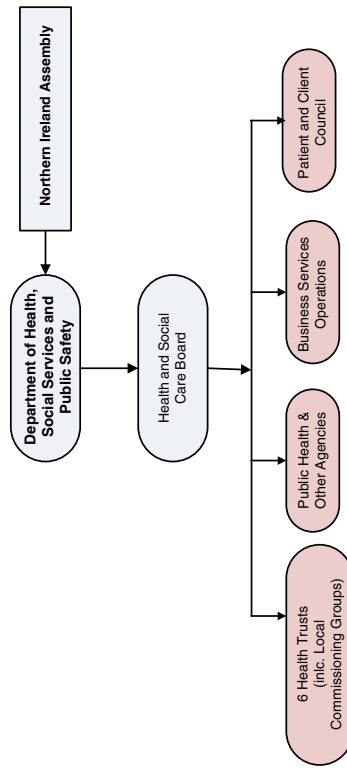 Northern Ireland Assembly
Department of Health,
Social Services and
Public Safety
Health and Social
Care Board
6 Health Trusts
(inlc. Local
Commissioning Groups)
Public Health &
Other Agencies
Business Services
Operations
Patient and Client
Council